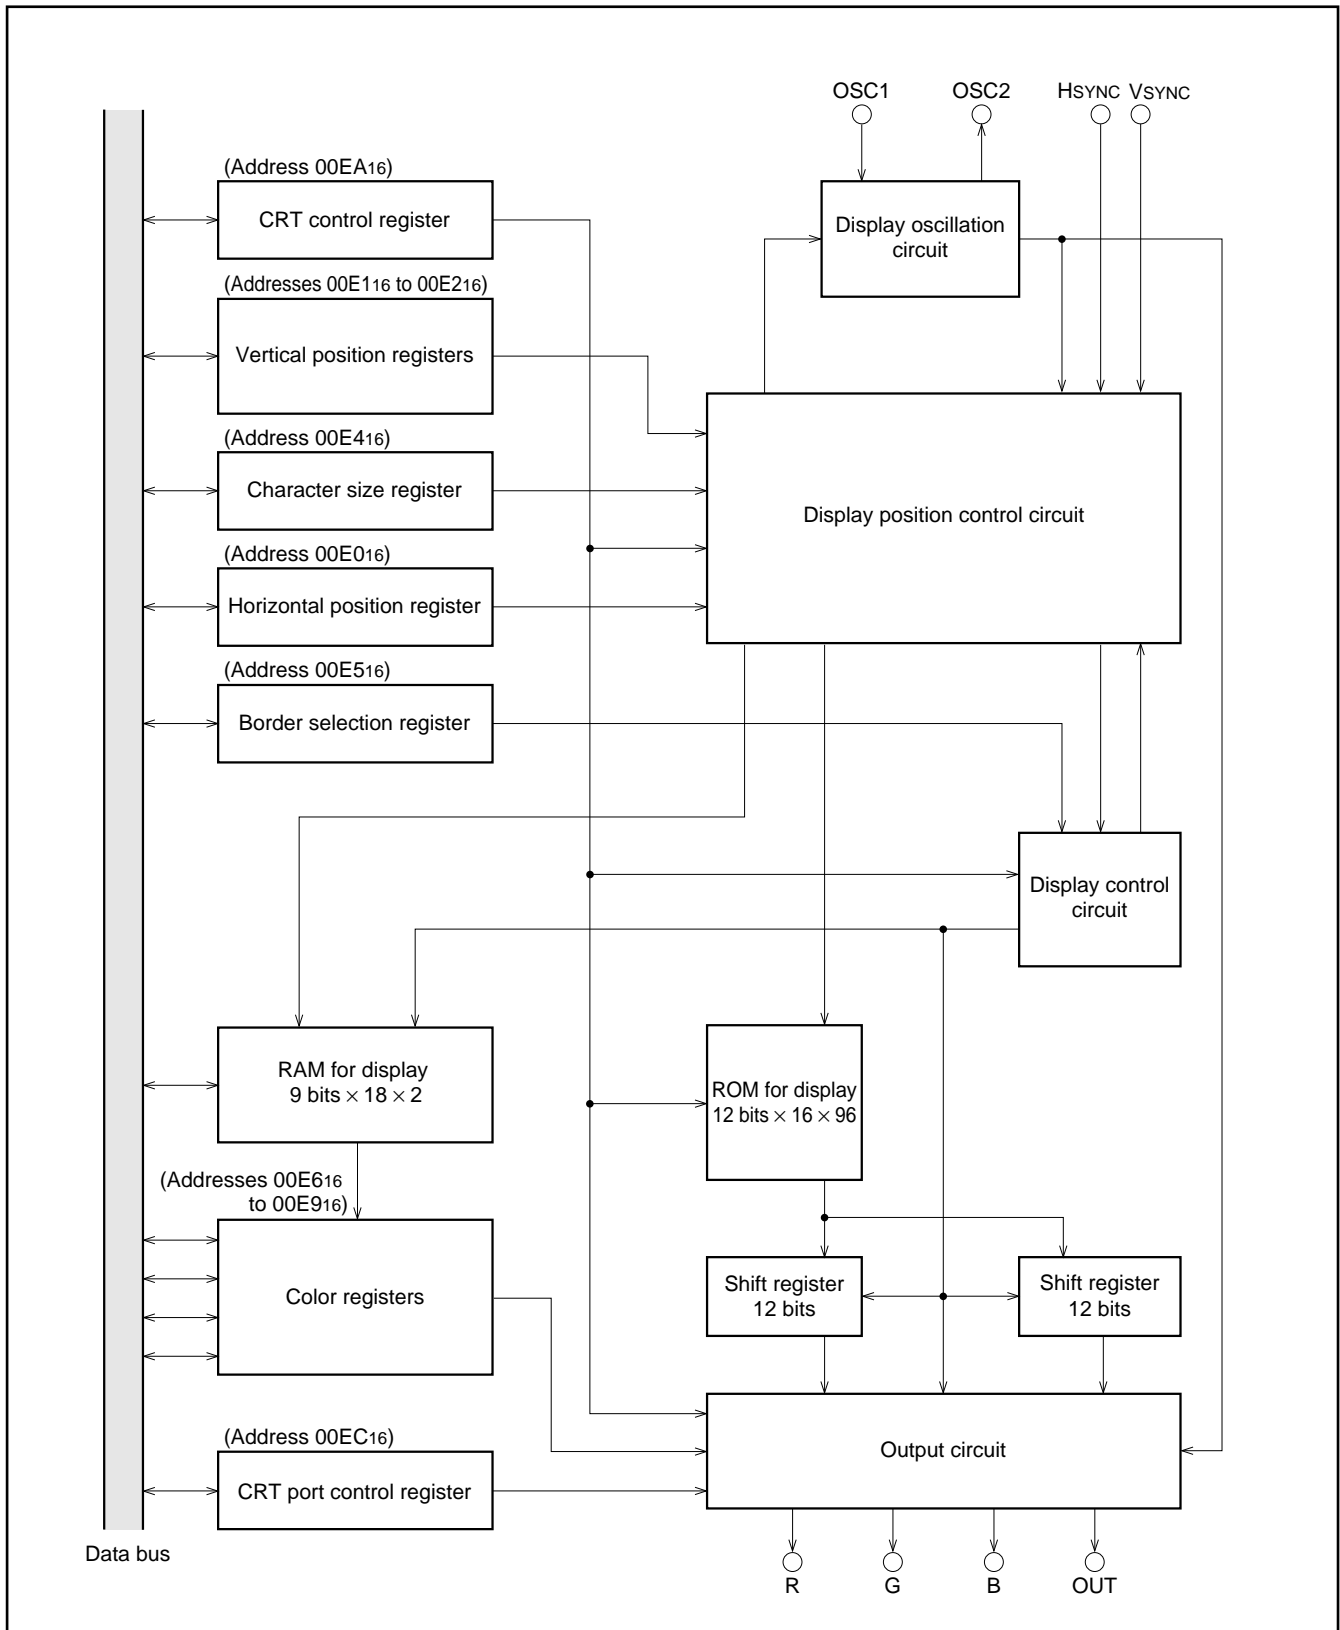 OSC1 OSC2 HSYNC VSYNC
(Address 00EA16)
CRT control register
Display oscillation
circuit
(Addresses 00E116 to 00E216)
Vertical position registers
(Address 00E416)
Character size register
Display position control circuit
(Address 00E016)
Horizontal position register
(Address 00E516)
Border selection register
Display control
circuit
RAM for display
9 bits × 18 × 2
ROM for display
12 bits × 16 × 96
(Addresses 00E616
to 00E916)
Color registers
Shift register
12 bits
Shift register
12 bits
(Address 00EC16)
CRT port control register
Output circuit
Data bus
R G B OUT